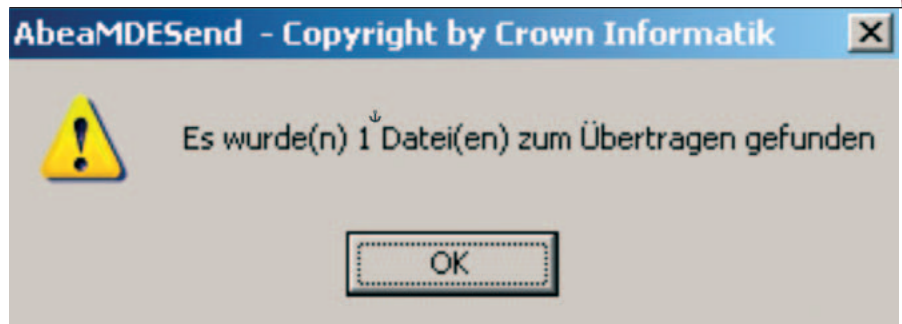 AbeaMDESend - Copyright by Crown Informatik
Es wurde(n) 1 Datei(en) zum Übertragen gefunden
OK